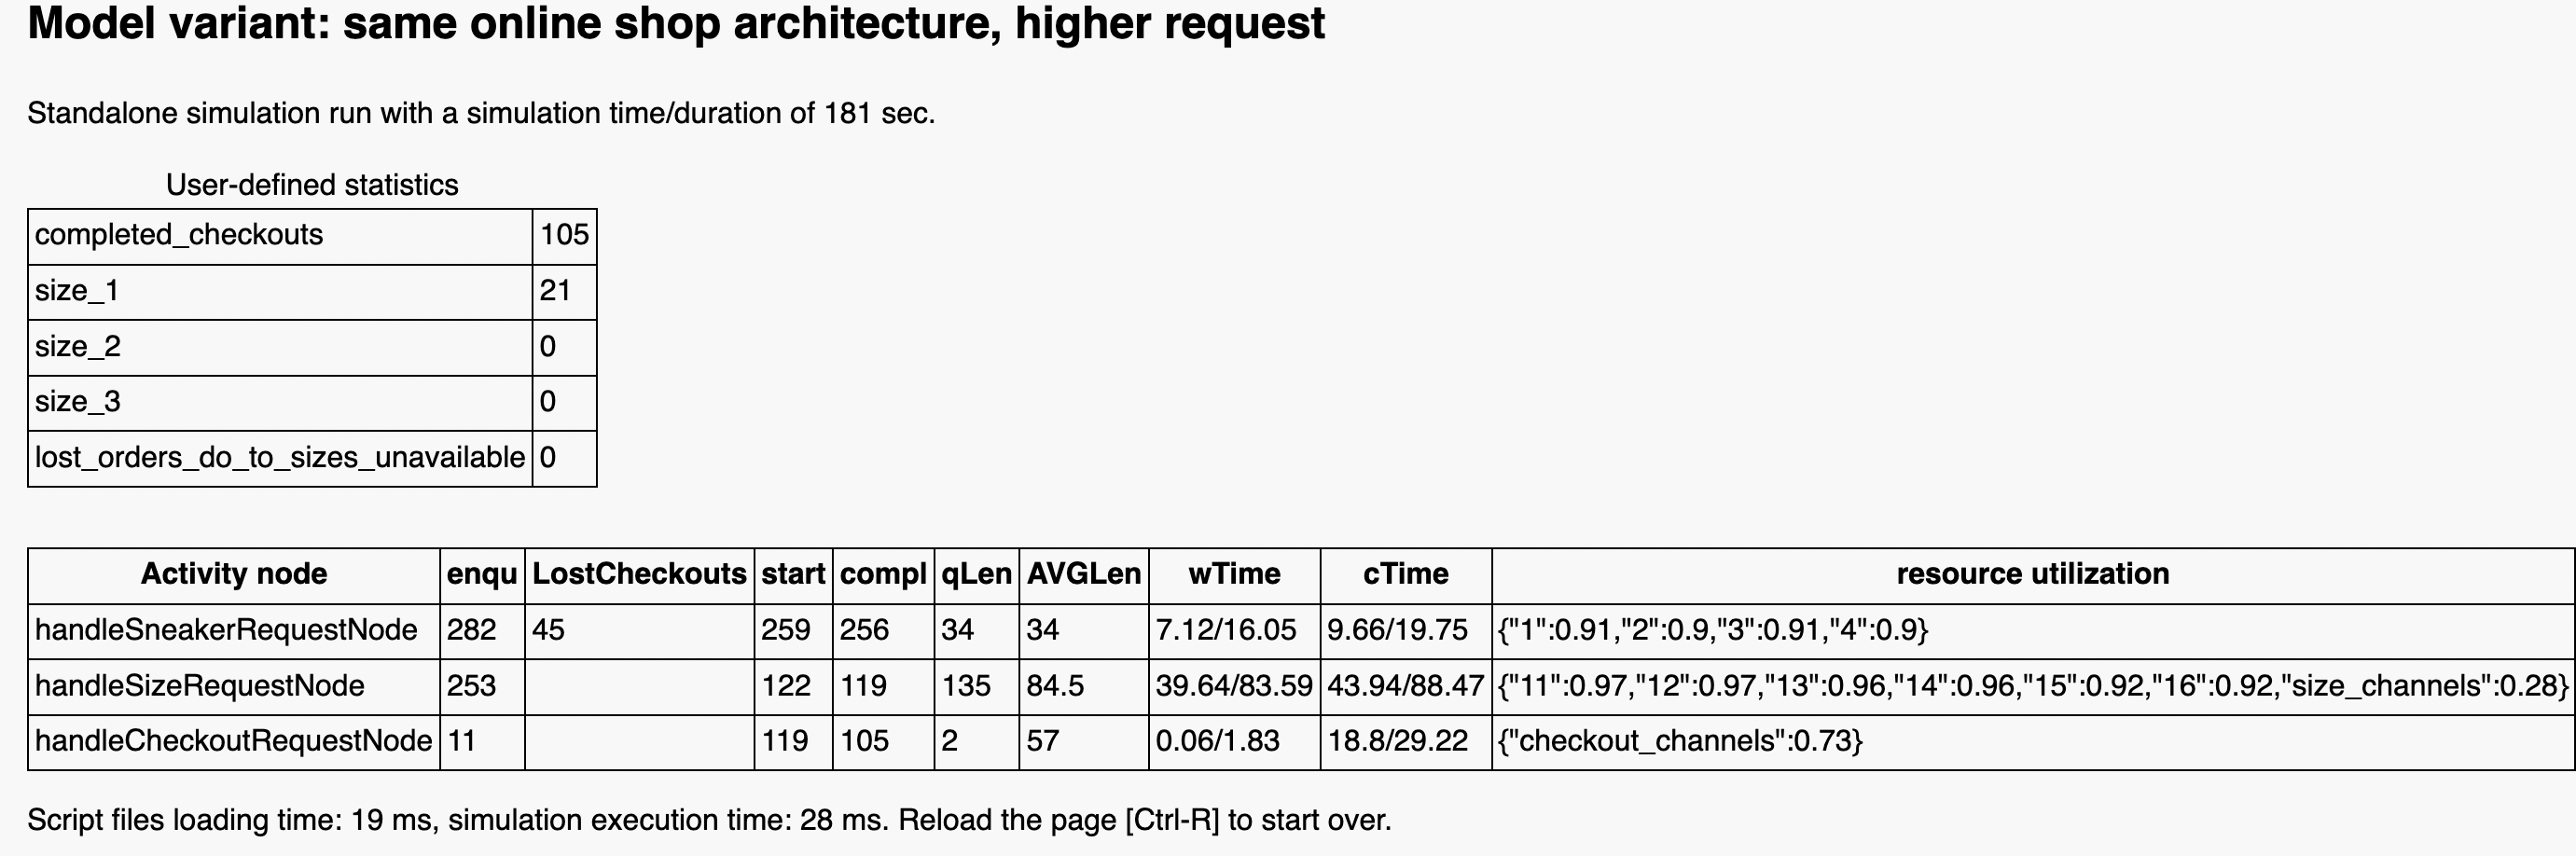 Model variant: same online shop architecture, higher request
Standalone simulation run with a simulation time/duration of 181 sec.
User-defined statistics
completed_checkouts 105
size_1 21
size_2 0
size_3 0
lost_orders_do_to_sizes_unavailable 0
Activity node enqu LostCheckouts start compl qLen AVGLen wTime cTime resource utilization
handleSneakerRequestNode 282 45 259 256 34 34 7.12/16.05 9.66/19.75 {"1":0.91,"2":0.9,"3":0.91,"4":0.9}
handleSizeRequestNode 253 122 119 135 84.5 39.64/83.59 43.94/88.47 {"11":0.97,"12":0.97,"13":0.96,"14":0.96,"15":0.92,"16":0.92,"size_channels":0.28}
handleCheckoutRequestNode 11 119 105 2 57 0.06/1.83 18.8/29.22 {"checkout_channels":0.73}
Script files loading time: 19 ms, simulation execution time: 28 ms. Reload the page [Ctrl-R] to start over.